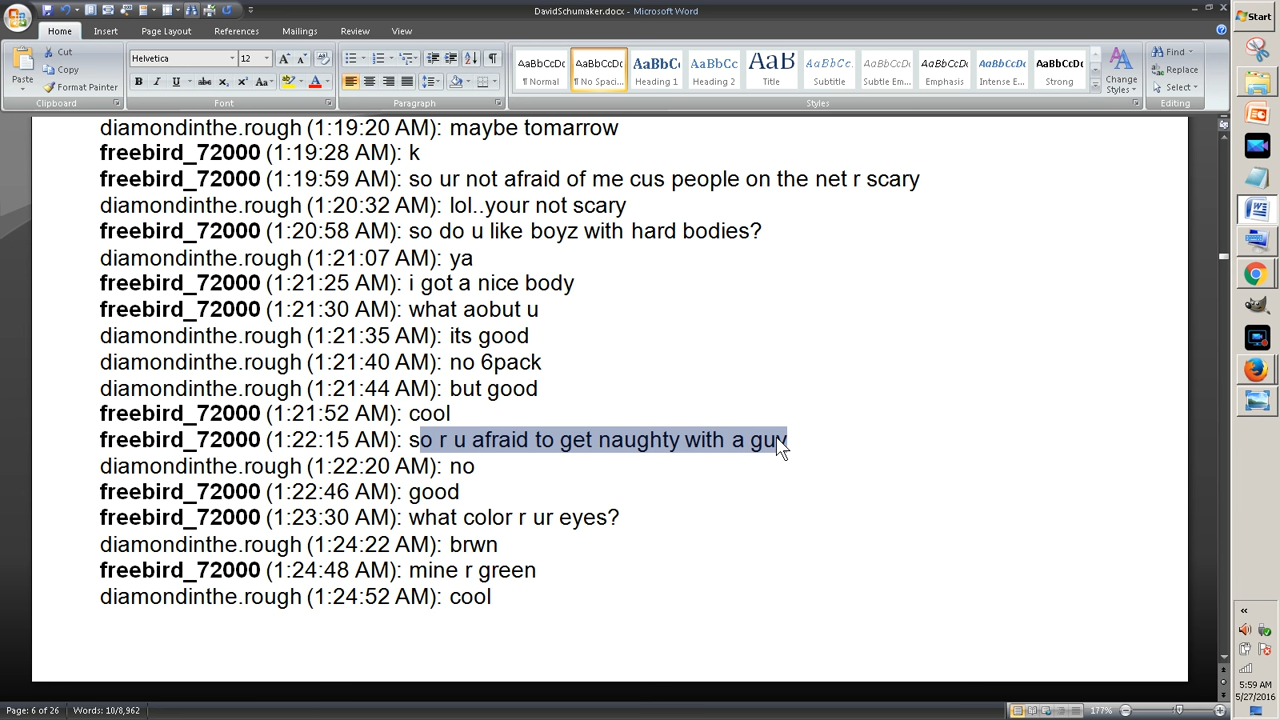 DavidSchumaker.docx - Microsoft Word
Start
Home Insert Page Layout References Mailings Review View
Paste
Cut
Copy
Format Painter
Helvetica 12
AaBbCcDc AaBbCcDc AaBbC AaBbCc AaB AaBbCc. AaBbCcDc AaBbCcDc AaBbCcDc AaBbCcDc
¶ Normal ¶ No Spaci... Heading 1 Heading 2 Title Subtitle Subtle Em... Emphasis Intense E... Strong
Change Styles
Find
Replace
Select
Clipboard Font Paragraph Styles Editing
diamondinthe.rough (1:19:20 AM): maybe tomarrow
freebird_72000 (1:19:28 AM): k
freebird_72000 (1:19:59 AM): so ur not afraid of me cus people on the net r scary
diamondinthe.rough (1:20:32 AM): lol..your not scary
freebird_72000 (1:20:58 AM): so do u like boyz with hard bodies?
diamondinthe.rough (1:21:07 AM): ya
freebird_72000 (1:21:25 AM): i got a nice body
freebird_72000 (1:21:30 AM): what aobut u
diamondinthe.rough (1:21:35 AM): its good
diamondinthe.rough (1:21:40 AM): no 6pack
diamondinthe.rough (1:21:44 AM): but good
freebird_72000 (1:21:52 AM): cool
freebird_72000 (1:22:15 AM): so r u afraid to get naughty with a guy
diamondinthe.rough (1:22:20 AM): no
freebird_72000 (1:22:46 AM): good
freebird_72000 (1:23:30 AM): what color r ur eyes?
diamondinthe.rough (1:24:22 AM): brwn
freebird_72000 (1:24:48 AM): mine r green
diamondinthe.rough (1:24:52 AM): cool
5:59 AM
5/27/2016
Page: 6 of 26 Words: 10/8,962 177%